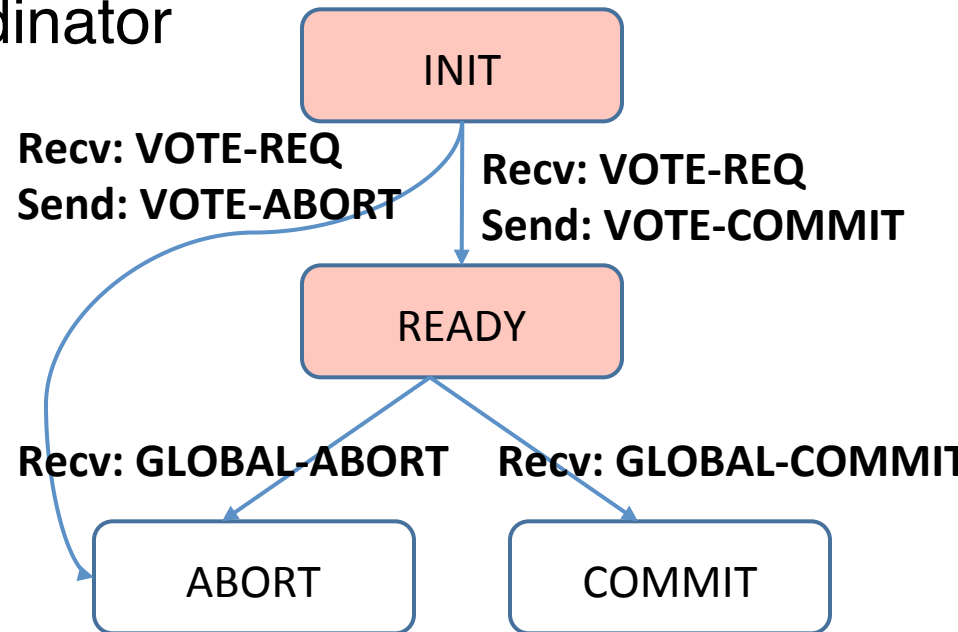 dinator
INIT
Recv: VOTE-REQ
Send: VOTE-ABORT
Recv: VOTE-REQ
Send: VOTE-COMMIT
READY
Recv: GLOBAL-ABORT
Recv: GLOBAL-COMMIT
ABORT
COMMIT